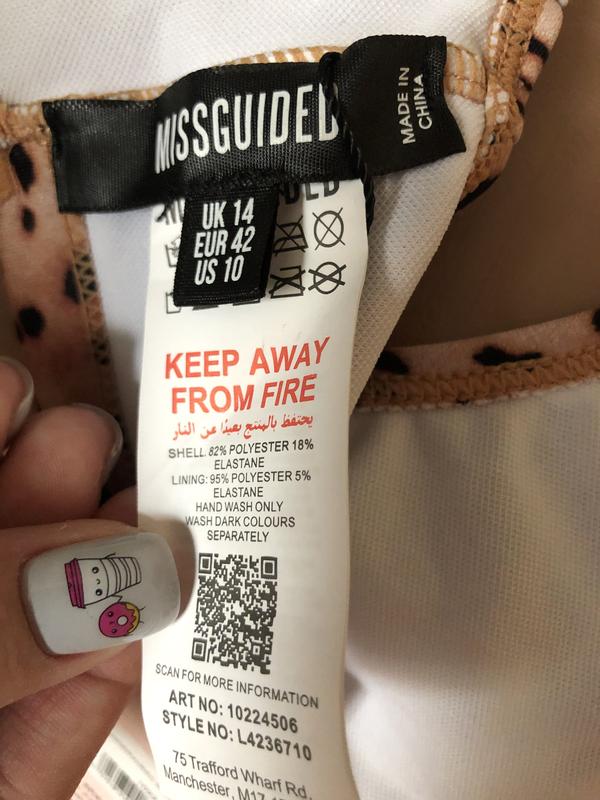 MISSGUIDED
MADE IN
CHINA
UK 14
EUR 42
US 10
KEEP AWAY
FROM FIRE
يحتفظ بالمنتج بعيدًا عن النار
SHELL. 82% POLYESTER 18%
ELASTANE
LINING: 95% POLYESTER 5%
ELASTANE
HAND WASH ONLY
WASH DARK COLOURS
SEPARATELY
SCAN FOR MORE INFORMATION
ART NO: 10224506
STYLE NO: L4236710
75 Trafford Wharf Rd,
Manchester, M17